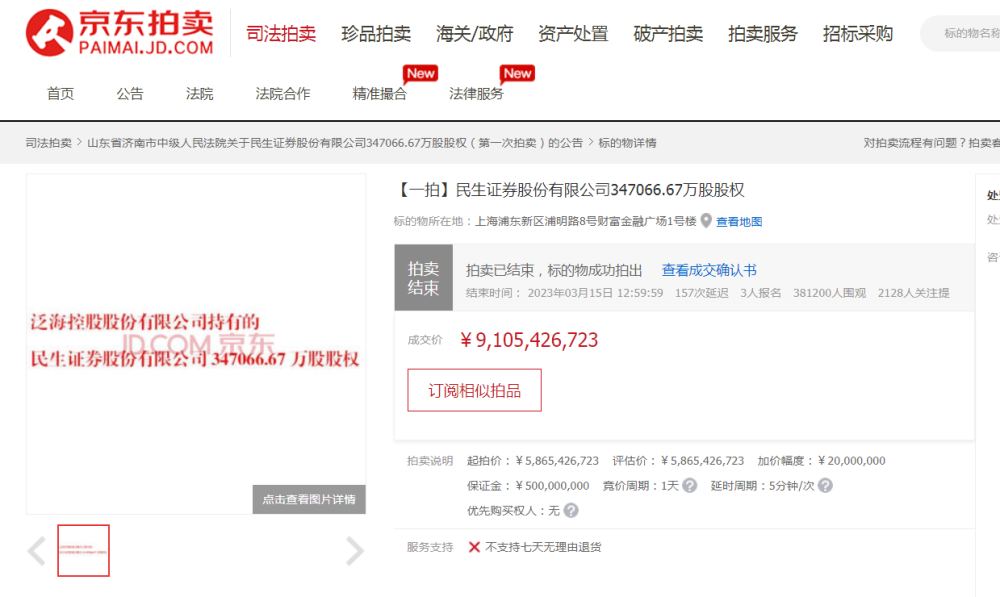 京东拍卖
PAIMAI.JD.COM
司法拍卖 珍品拍卖 海关/政府 资产处置 破产拍卖 拍卖服务 招标采购
标的物名称
New New
首页 公告 法院 法院合作 精准撮合 法律服务
司法拍卖 > 山东省济南市中级人民法院关于民生证券股份有限公司347066.67万股股权(第一次拍卖)的公告 > 标的物详情
对拍卖流程有问题?拍卖
【一拍】民生证券股份有限公司347066.67万股股权
标的物所在地:上海浦东新区浦明路8号财富金融广场1号楼 查看地图
拍卖
结束
拍卖已结束,标的物成功拍出 查看成交确认书
结束时间: 2023年03月15日 12:59:59 157次延迟 3人报名 381200人围观 2128人关注提
成交价 ¥9,105,426,723
订阅相似拍品
泛海控股股份有限公司持有的
JD.COM 京东
民生证券股份有限公司 347066.67 万股股权
点击查看图片详情
拍卖说明 起拍价:¥5,865,426,723 评估价:¥5,865,426,723 加价幅度:¥20,000,000
保证金:¥500,000,000 竞价周期:1天 ? 延时周期:5分钟/次 ?
优先购买权人:无 ?
服务支持 不支持七天无理由退货
处
处
咨